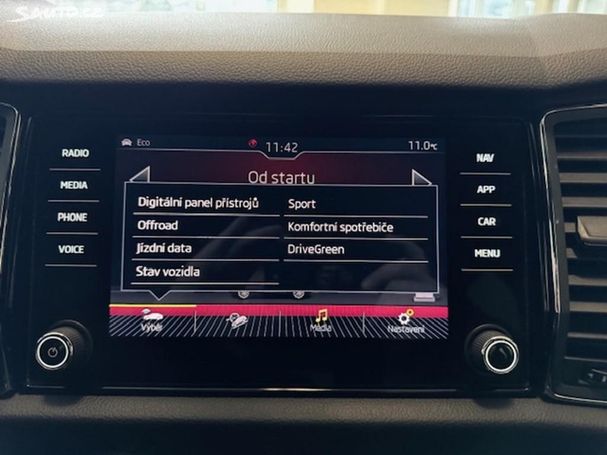 Sauto.cz
RADIO
MEDIA
PHONE
VOICE
Eco
11:42
11.0°C
Od startu
Digitální panel přístrojů
Sport
Offroad
Komfortní spotřebiče
Jízdní data
DriveGreen
Stav vozidla
Výběr
Média
Nastavení
NAV
APP
CAR
MENU